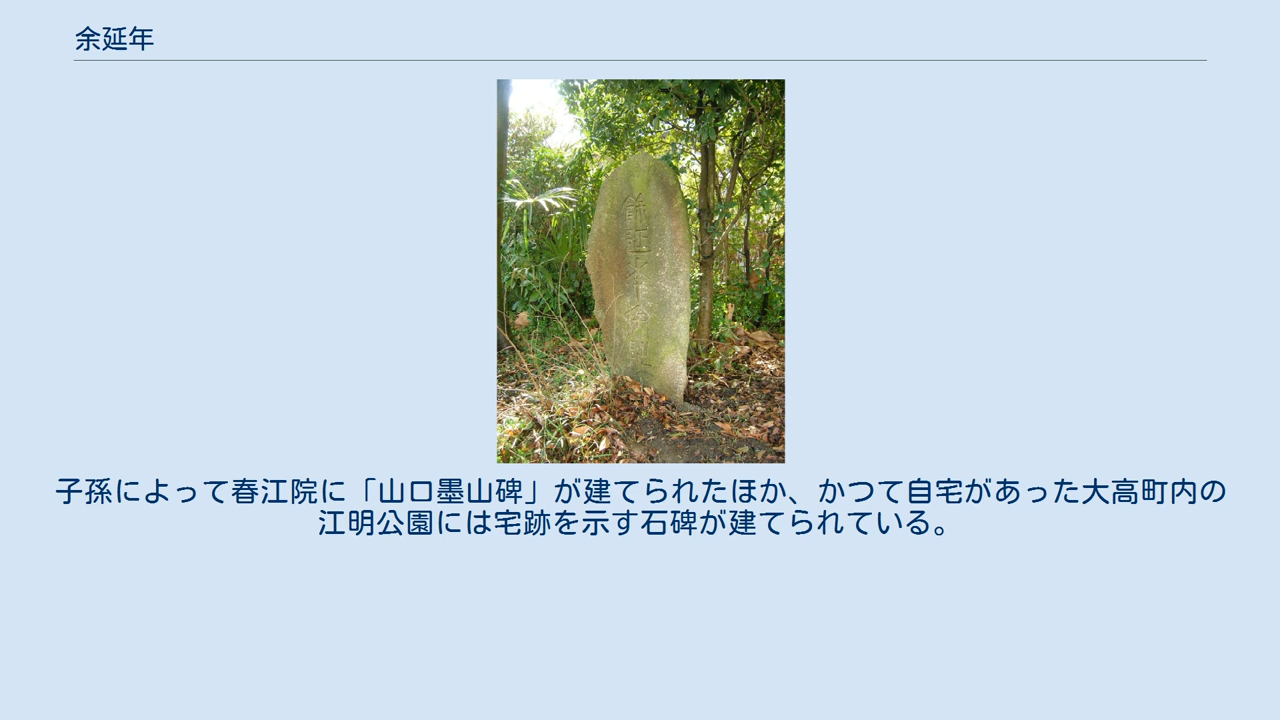 余延年
子孫によって春江院に「山口墨山碑」が建てられたほか、かつて自宅があった大高町内の
江明公園には宅跡を示す石碑が建てられている。